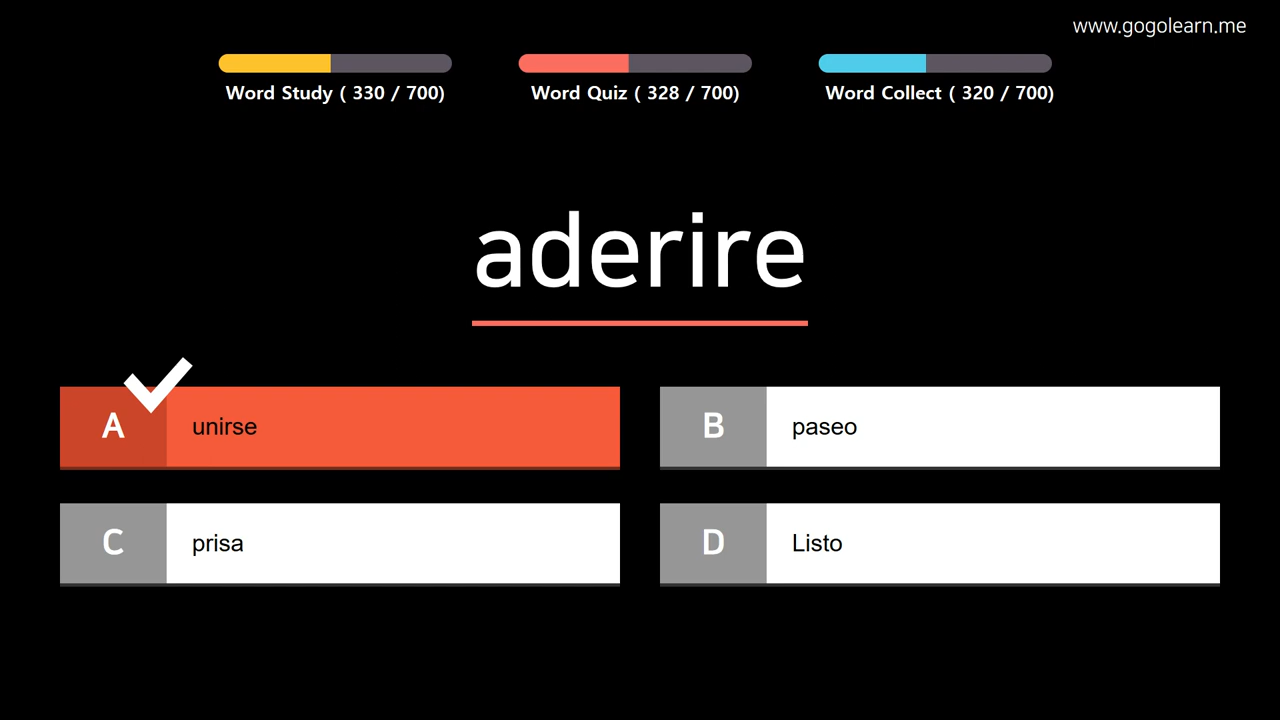 www.gogolearn.me
Word Study ( 330 / 700)
Word Quiz ( 328 / 700)
Word Collect ( 320 / 700)
aderire
A unirse
B paseo
C prisa
D Listo